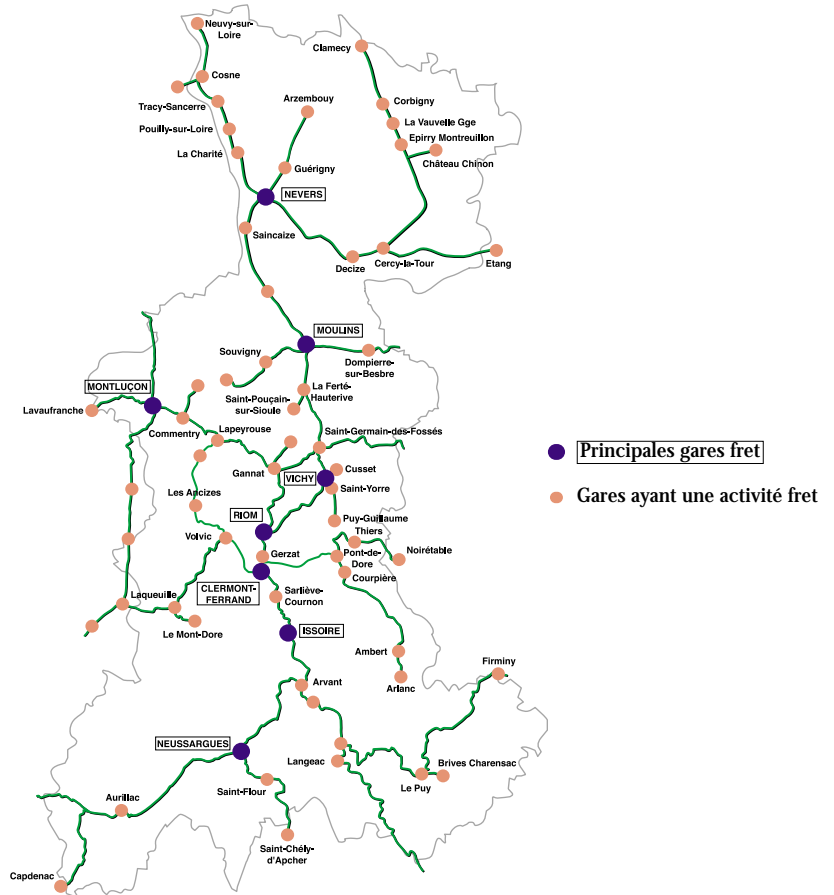 Neuvy-sur-
Loire
Clamecy
Cosne
Tracy-Sancerre
Arzembouy
Corbigny
La Vauvelle Gge
Pouilly-sur-Loire
Epirry Montreuillon
La Charité
Château Chinon
Guérigny
NEVERS
Saincaize
Decize
Cercy-la-Tour
Etang
MOULINS
Souvigny
Dompierre-
sur-Besbre
MONTLUÇON
La Ferté-
Hauterive
Saint-Pouçain-
sur-Sioule
Lavaufranche
Commentry
Lapeyrouse
Saint-Germain-des-Fossés
Gannat
VICHY
Cusset
Saint-Yorre
Les Ancizes
RIOM
Puy-Guillaume
Thiers
Volvic
Gerzat
Pont-de-
Dore
Noirétable
Courpière
CLERMONT-
FERRAND
Sarliève-
Cournon
Laqueuille
Le Mont-Dore
ISSOIRE
Ambert
Arlanc
Firminy
Arvant
NEUSSARGUES
Langeac
Brives Charensac
Le Puy
Saint-Flour
Aurillac
Saint-Chély-
d'Apcher
Capdenac
Principales gares fret
Gares ayant une activité fret